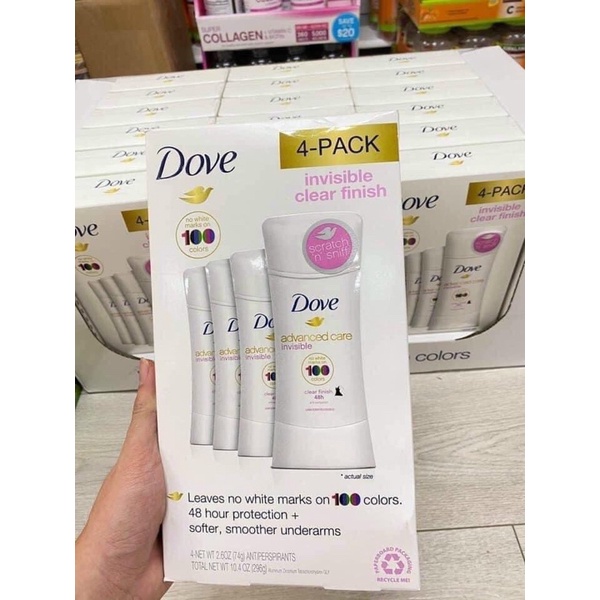 SUPER
COLLAGEN
SAVE
$20
Dove
4-PACK
invisible
clear finish
no white
marks on
100
colors
scratch
'n' sniff
Dove
advanced care
invisible
no white
marks on
100
colors
clear finish
48h
* actual size
Leaves no white marks on 100 colors.
48 hour protection +
softer, smoother underarms
4-NET WT 2.6OZ (74g) ANTIPERSPIRANTS
TOTAL NET WT 10.4 OZ (296g)
PAPERBOARD PACKAGING
RECYCLE ME!
Dove
4-PACK
invisible
clear finish
Dove
colors